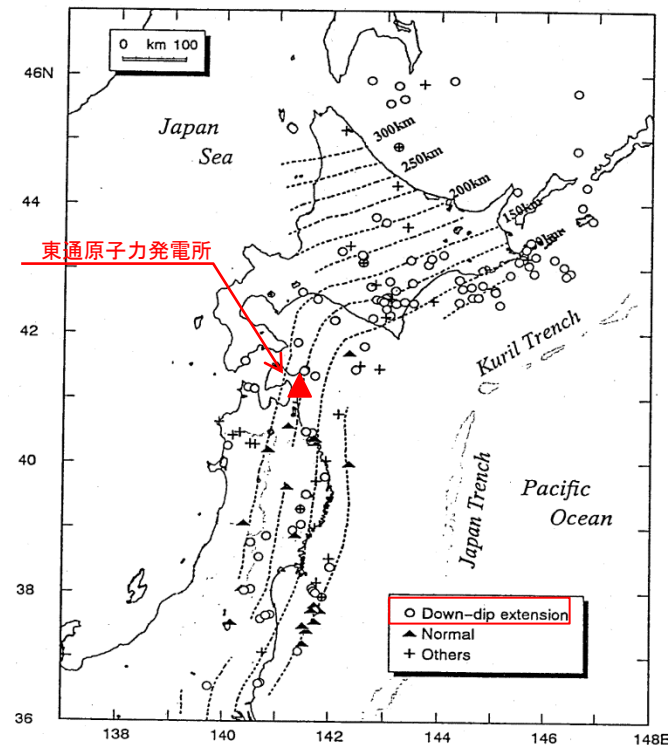 0 km 100
46N
Japan
Sea
300km
250km
200km
150km
44
東通原子力発電所
42
Kuril Trench
40
Japan Trench
Pacific
Ocean
38
Down-dip extension
Normal
Others
36
138
140
142
144
146
148E